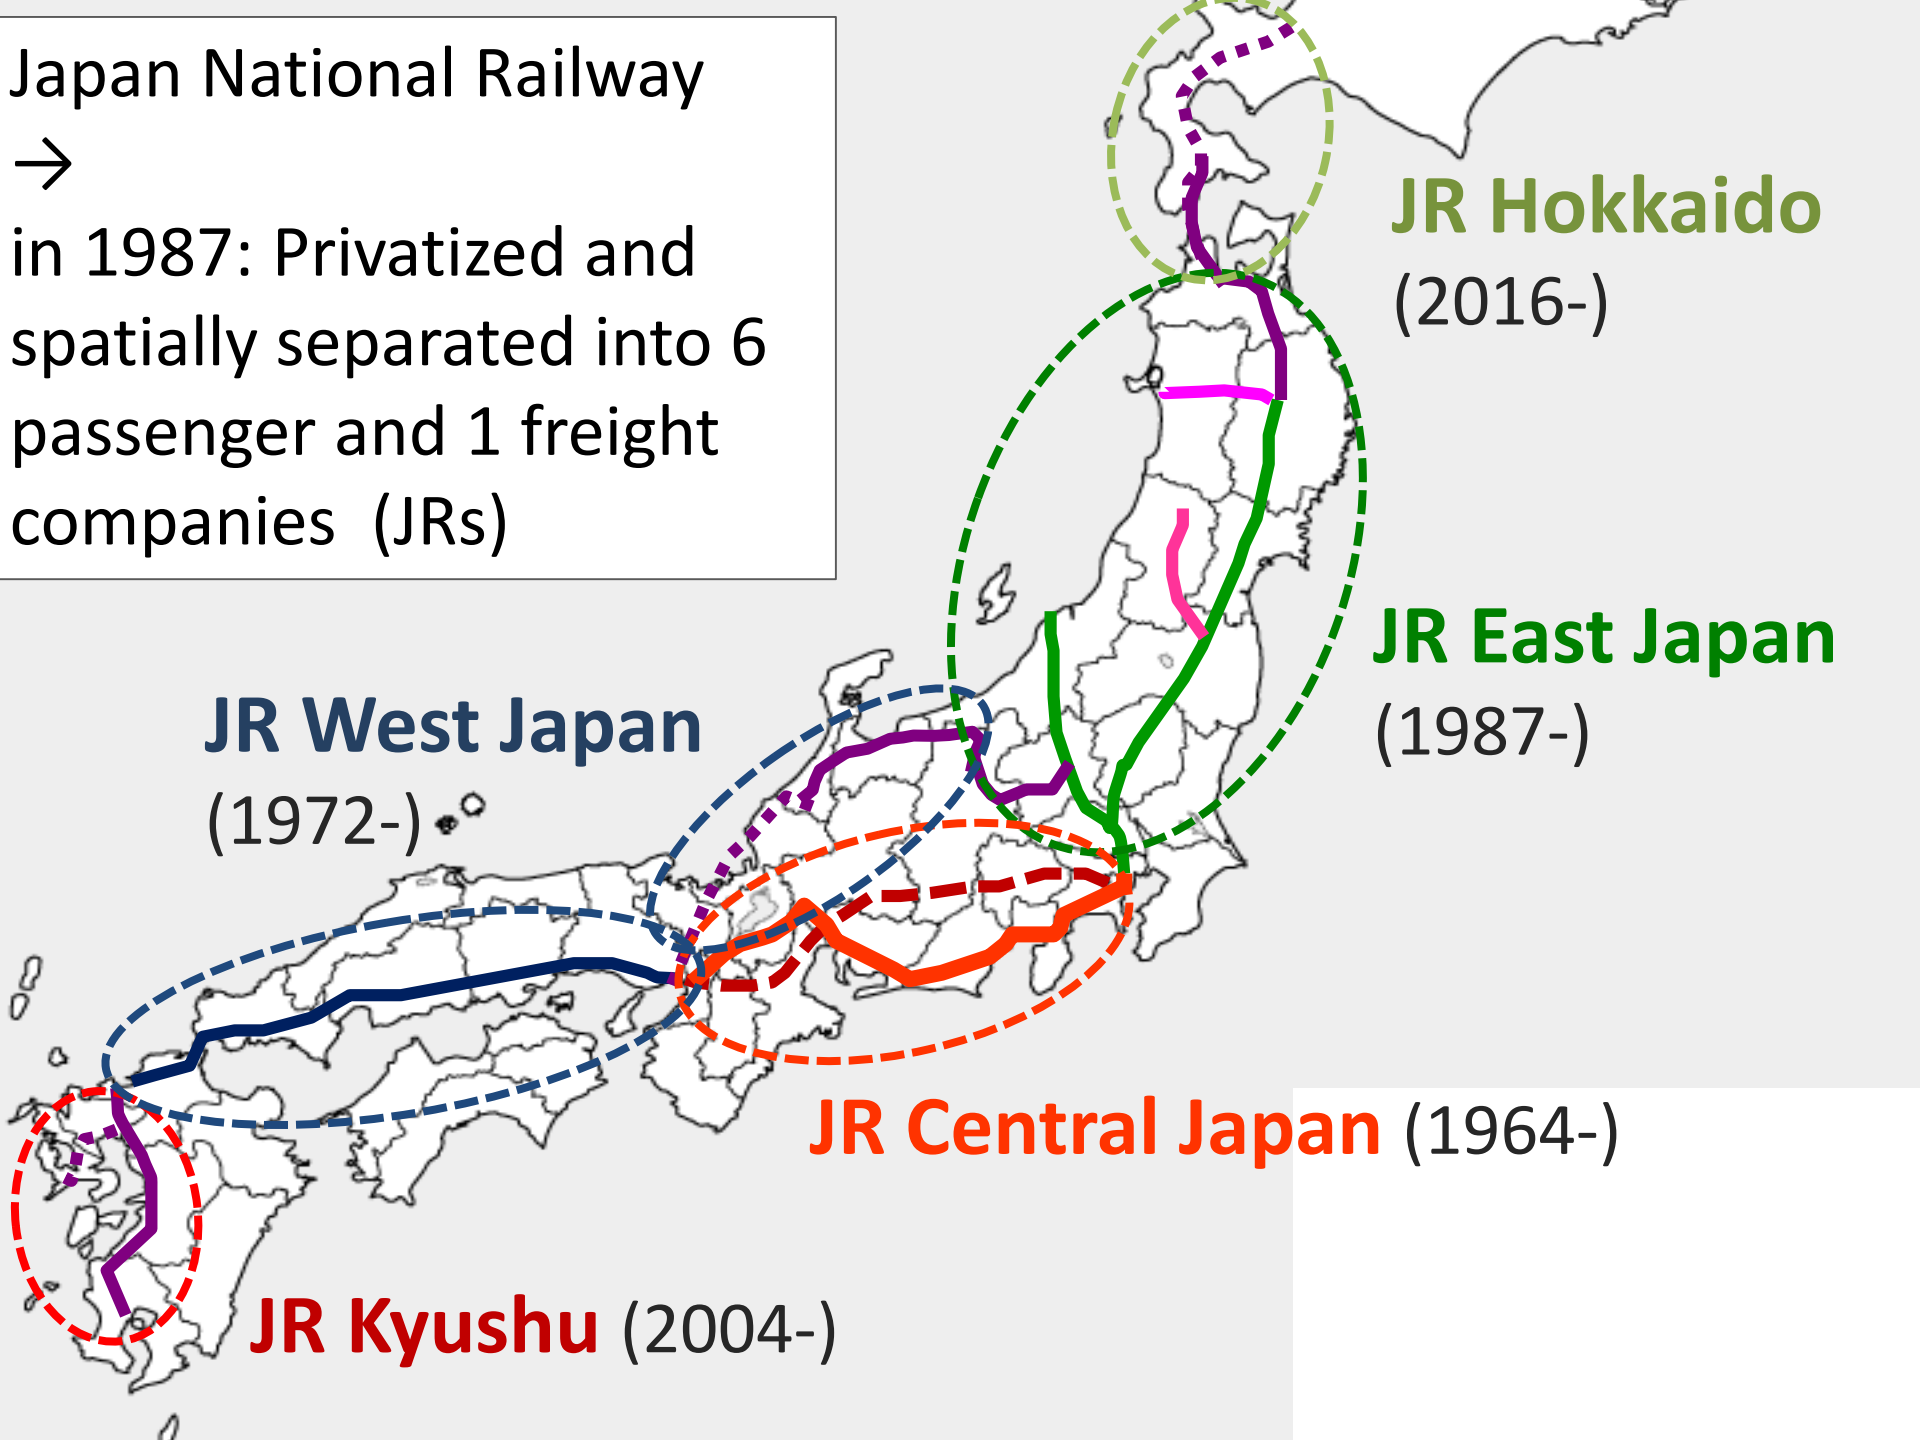 Japan National Railway
→
in 1987: Privatized and
spatially separated into 6
passenger and 1 freight
companies  (JRs)
JR Hokkaido
(2016-)
JR East Japan
(1987-)
JR West Japan
(1972-)
JR Central Japan (1964-)
JR Kyushu (2004-)